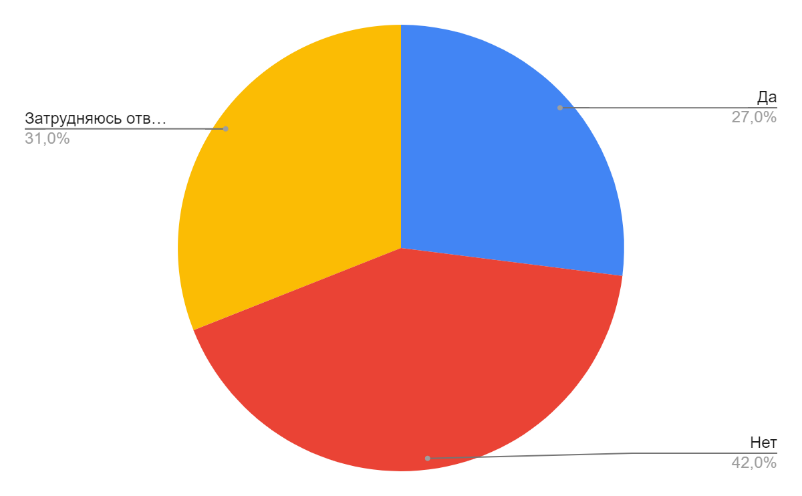 Да
27,0%
Затрудняюсь отв…
31,0%
Нет
42,0%